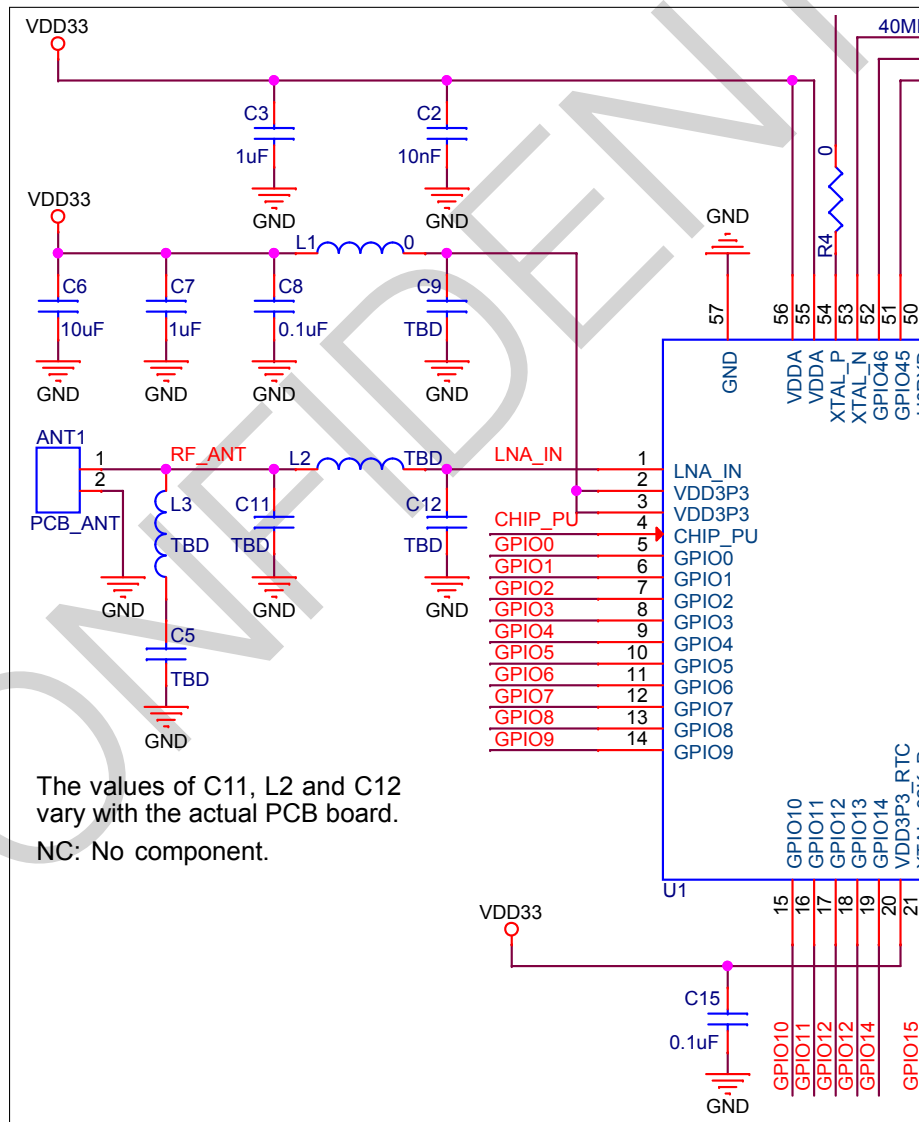 VDD33
40M
C3
C2
1uF
10nF
0
GND
GND
GND
VDD33
L1
0
R4
C6
C7
C8
C9
10uF
1uF
0.1uF
TBD
57
56
55
54
53
52
51
50
GND
GND
GND
GND
GND
VDDA
VDDA
XTAL_P
XTAL_N
GPIO46
GPIO45
ANT1
1
RF_ANT
L2
TBD
LNA_IN
1
LNA_IN
2
2
VDD3P3
PCB_ANT
L3
C11
C12
3
VDD3P3
TBD
TBD
TBD
CHIP_PU
4
CHIP_PU
GPIO0
5
GPIO0
GPIO1
6
GPIO1
GND
GND
GND
GPIO2
7
GPIO2
GPIO3
8
GPIO3
C5
GPIO4
9
GPIO4
TBD
GPIO5
10
GPIO5
GPIO6
11
GPIO6
GPIO7
12
GPIO7
GND
GPIO8
13
GPIO8
GPIO9
14
GPIO9
The values of C11, L2 and C12
vary with the actual PCB board.
NC: No component.
GPIO10
GPIO11
GPIO12
GPIO13
GPIO14
VDD3P3_RTC
U1
15
16
17
18
19
20
21
VDD33
C15
0.1uF
GND
GPIO10
GPIO11
GPIO12
GPIO12
GPIO14
GPIO15
ONFIDENT